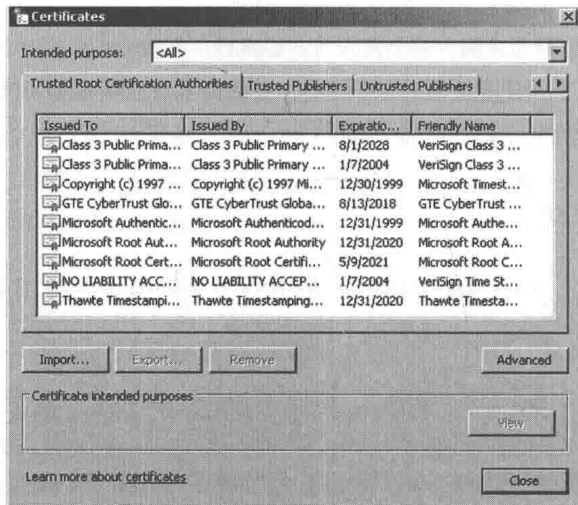 Certificates
Intended purpose: <All>
Trusted Root Certification Authorities Trusted Publishers Untrusted Publishers
Issued To Issued By Expiratio... Friendly Name
Class 3 Public Prima... Class 3 Public Primary ... 8/1/2028 VeriSign Class 3 ...
Class 3 Public Prima... Class 3 Public Primary ... 1/7/2004 VeriSign Class 3 ...
Copyright (c) 1997 ... Copyright (c) 1997 Mi... 12/30/1999 Microsoft Timest...
GTE CyberTrust Glo... GTE CyberTrust Globa... 8/13/2018 GTE CyberTrust ...
Microsoft Authentic... Microsoft Authenticod... 12/31/1999 Microsoft Authe...
Microsoft Root Aut... Microsoft Root Authority 12/31/2020 Microsoft Root A...
Microsoft Root Cert... Microsoft Root Certifi... 5/9/2021 Microsoft Root C...
NO LIABILITY ACC... NO LIABILITY ACCEP... 1/7/2004 VeriSign Time St...
Thawte Timestampi... Thawte Timestamping... 12/31/2020 Thawte Timesta...
Import... Export... Remove Advanced
Certificate intended purposes
View
Learn more about certificates
Close